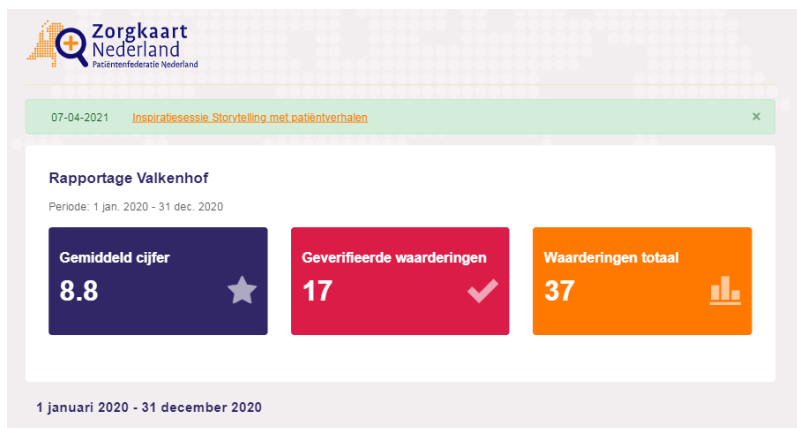 Zorgkaart
Nederland
Patiëntenfederatie Nederland
07-04-2021 Inspiratiesessie Storytelling met patiëntverhalen ×
Rapportage Valkenhof
Periode: 1 jan. 2020 - 31 dec. 2020
Gemiddeld cijfer
8.8
Geverifieerde waarderingen
17
Waarderingen totaal
37
1 januari 2020 - 31 december 2020